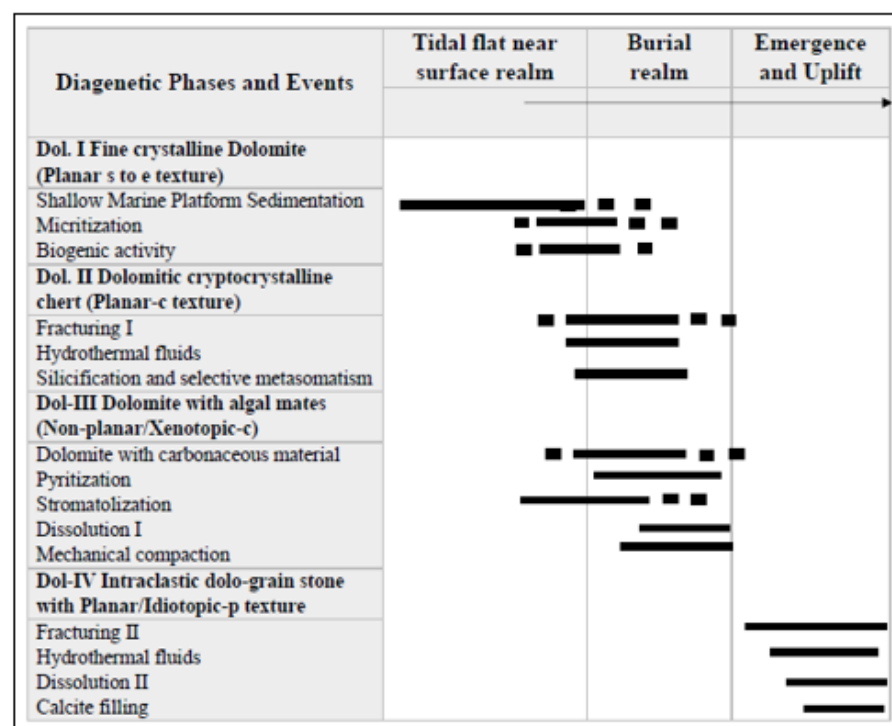 Diagenetic Phases and Events
Tidal flat near
surface realm
Burial
realm
Emergence
and Uplift
Dol. I Fine crystalline Dolomite
(Planar s to e texture)
Shallow Marine Platform Sedimentation
Micritization
Biogenic activity
Dol. II Dolomitic cryptocrystalline
chert (Planar-c texture)
Fracturing I
Hydrothermal fluids
Silicification and selective metasomatism
Dol-III Dolomite with algal mates
(Non-planar/Xenotopic-c)
Dolomite with carbonaceous material
Pyritization
Stromatolization
Dissolution I
Mechanical compaction
Dol-IV Intraclastic dolo-grain stone
with Planar/Idiotopic-p texture
Fracturing II
Hydrothermal fluids
Dissolution II
Calcite filling